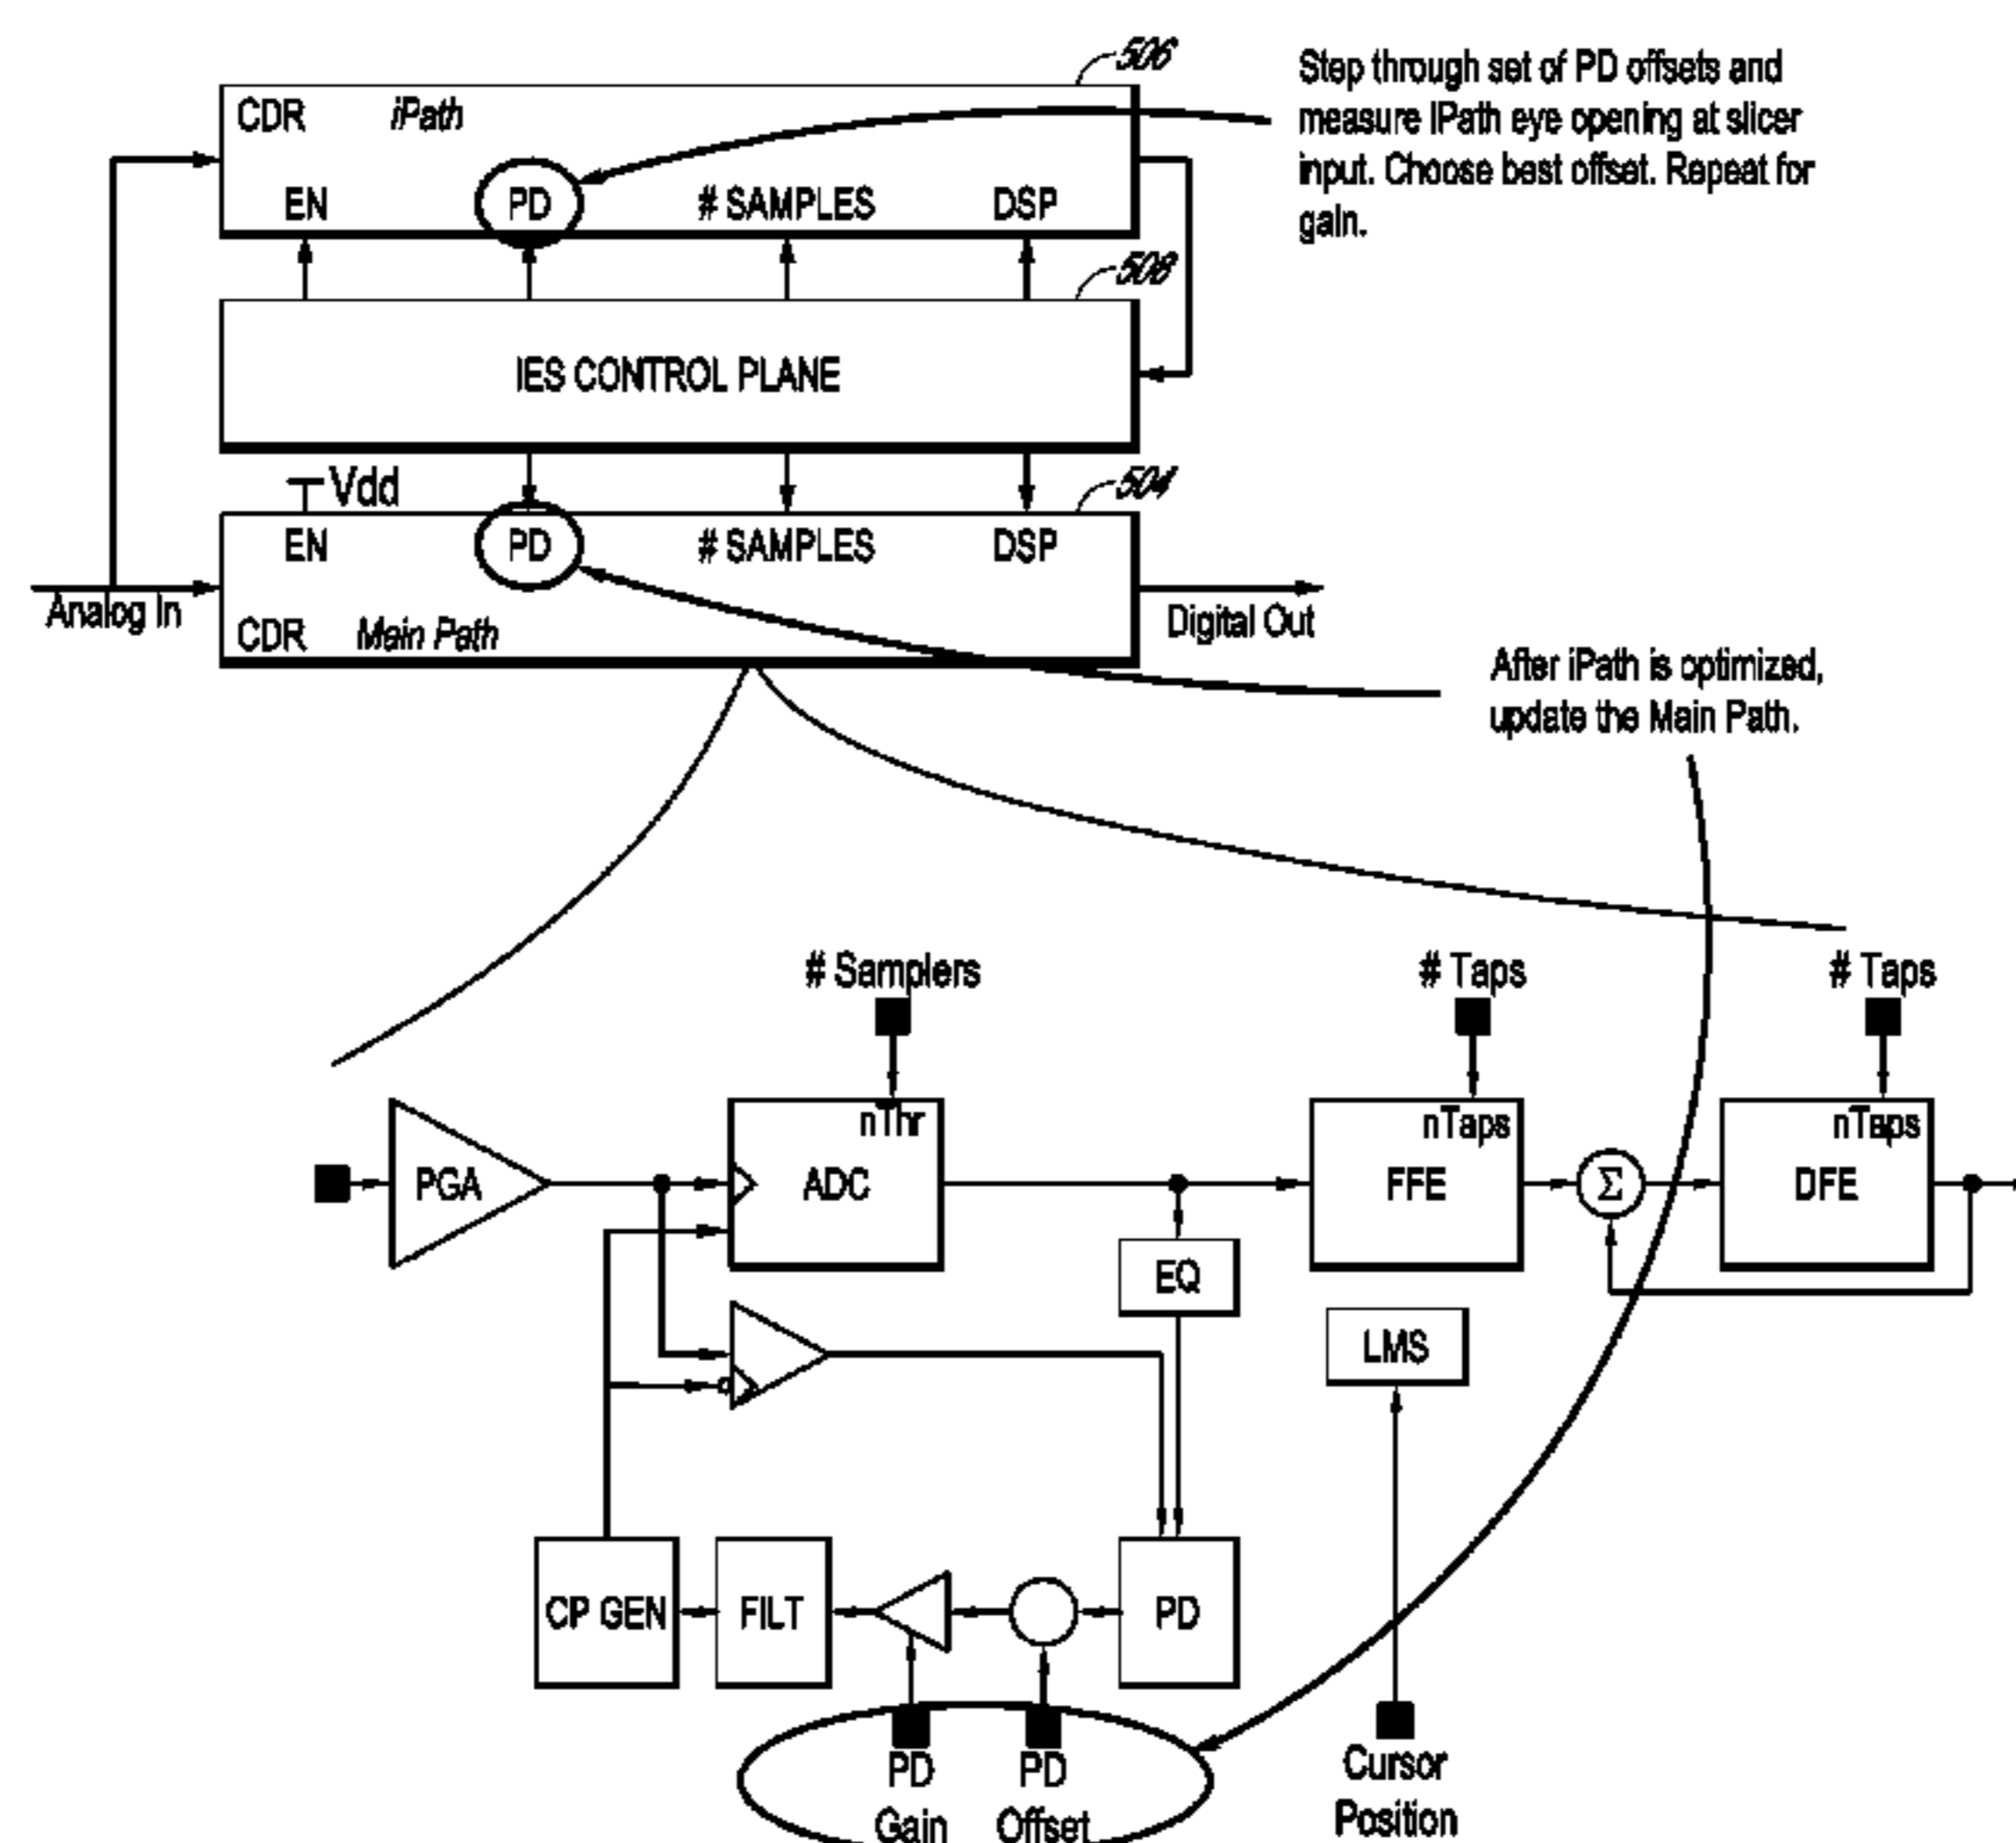 506
CDR iPath
EN PD # SAMPLES DSP
Step through set of PD offsets and
measure iPath eye opening at slicer
input. Choose best offset. Repeat for
gain.
508
IES CONTROL PLANE
Vdd
504
EN PD # SAMPLES DSP
CDR Main Path
Analog In
Digital Out
After iPath is optimized,
update the Main Path.
# Samplers
# Taps
# Taps
nThr
nTaps
nTaps
PGA
ADC
FFE
Σ
DFE
EQ
LMS
CP GEN
FILT
PD
PD
Gain
PD
Offset
Cursor
Position